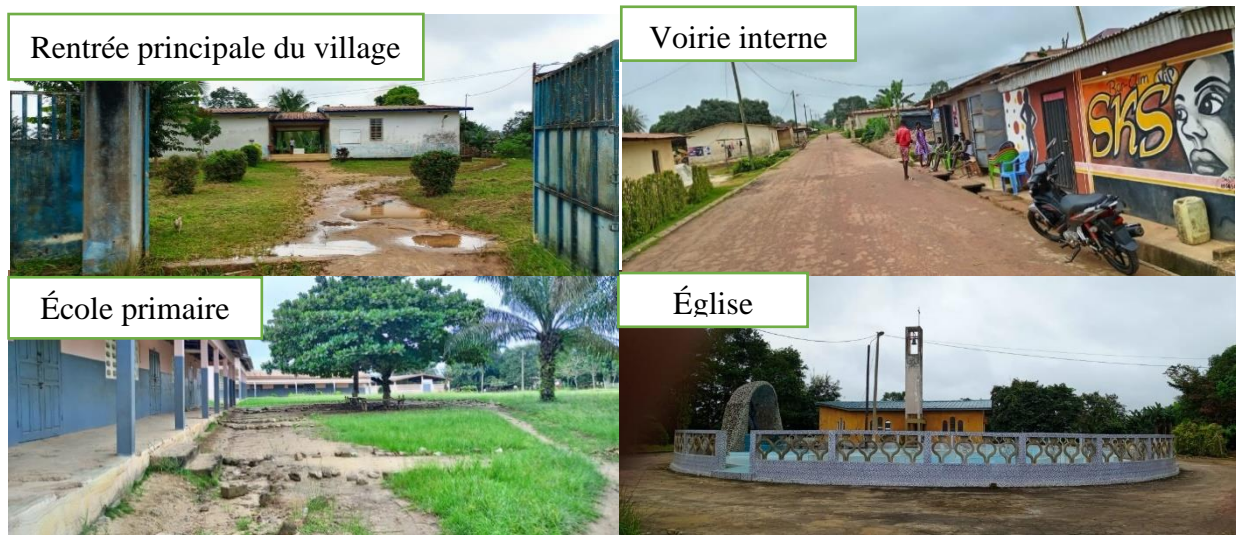 Rentrée principale du village
Voirie interne
SKS
École primaire
Église